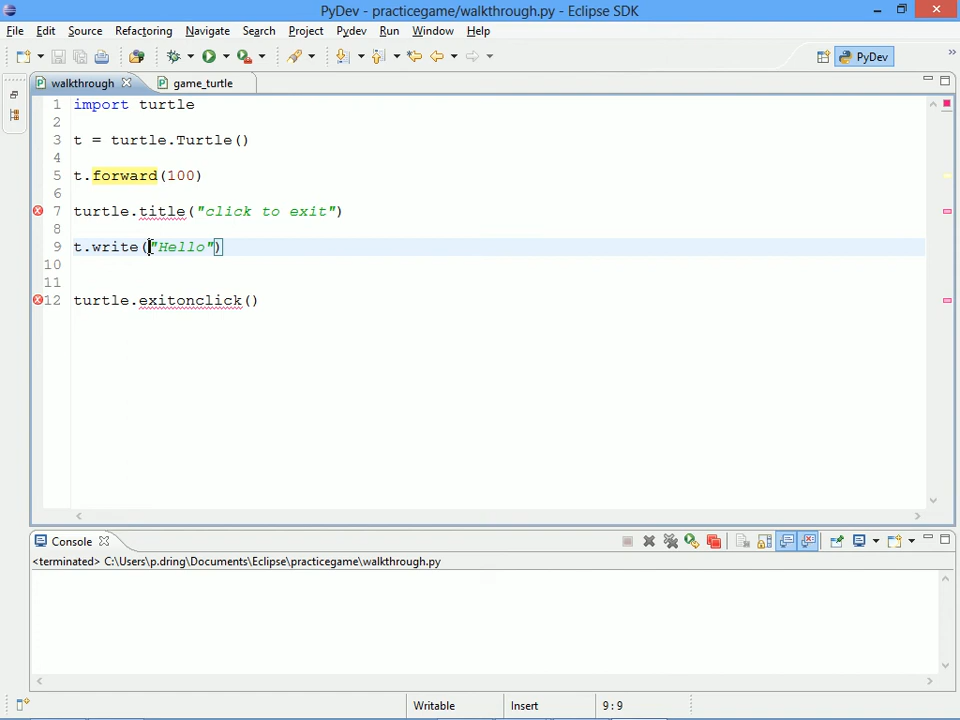 PyDev - practicegame/walkthrough.py - Eclipse SDK
File Edit Source Refactoring Navigate Search Project Pydev Run Window Help
PyDev
walkthrough game_turtle
1 import turtle
2
3 t = turtle.Turtle()
4
5 t.forward(100)
6
7 turtle.title("click to exit")
8
9 t.write("Hello")
10
11
12 turtle.exitonclick()
Console
<terminated> C:\Users\p.dring\Documents\Eclipse\practicegame\walkthrough.py
Writable Insert 9:9